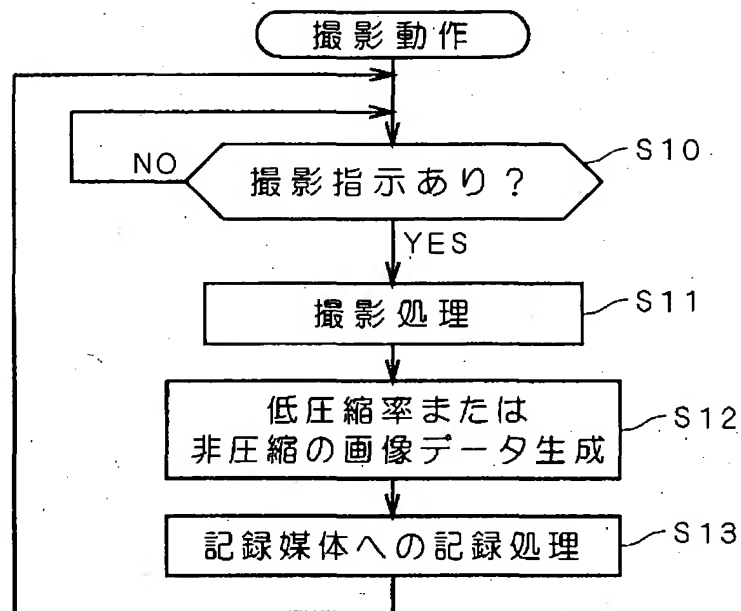 撮影動作
撮影指示あり？
S10
NO
YES
撮影処理
S11
低圧縮率または
非圧縮の画像データ生成
S12
記録媒体への記録処理
S13